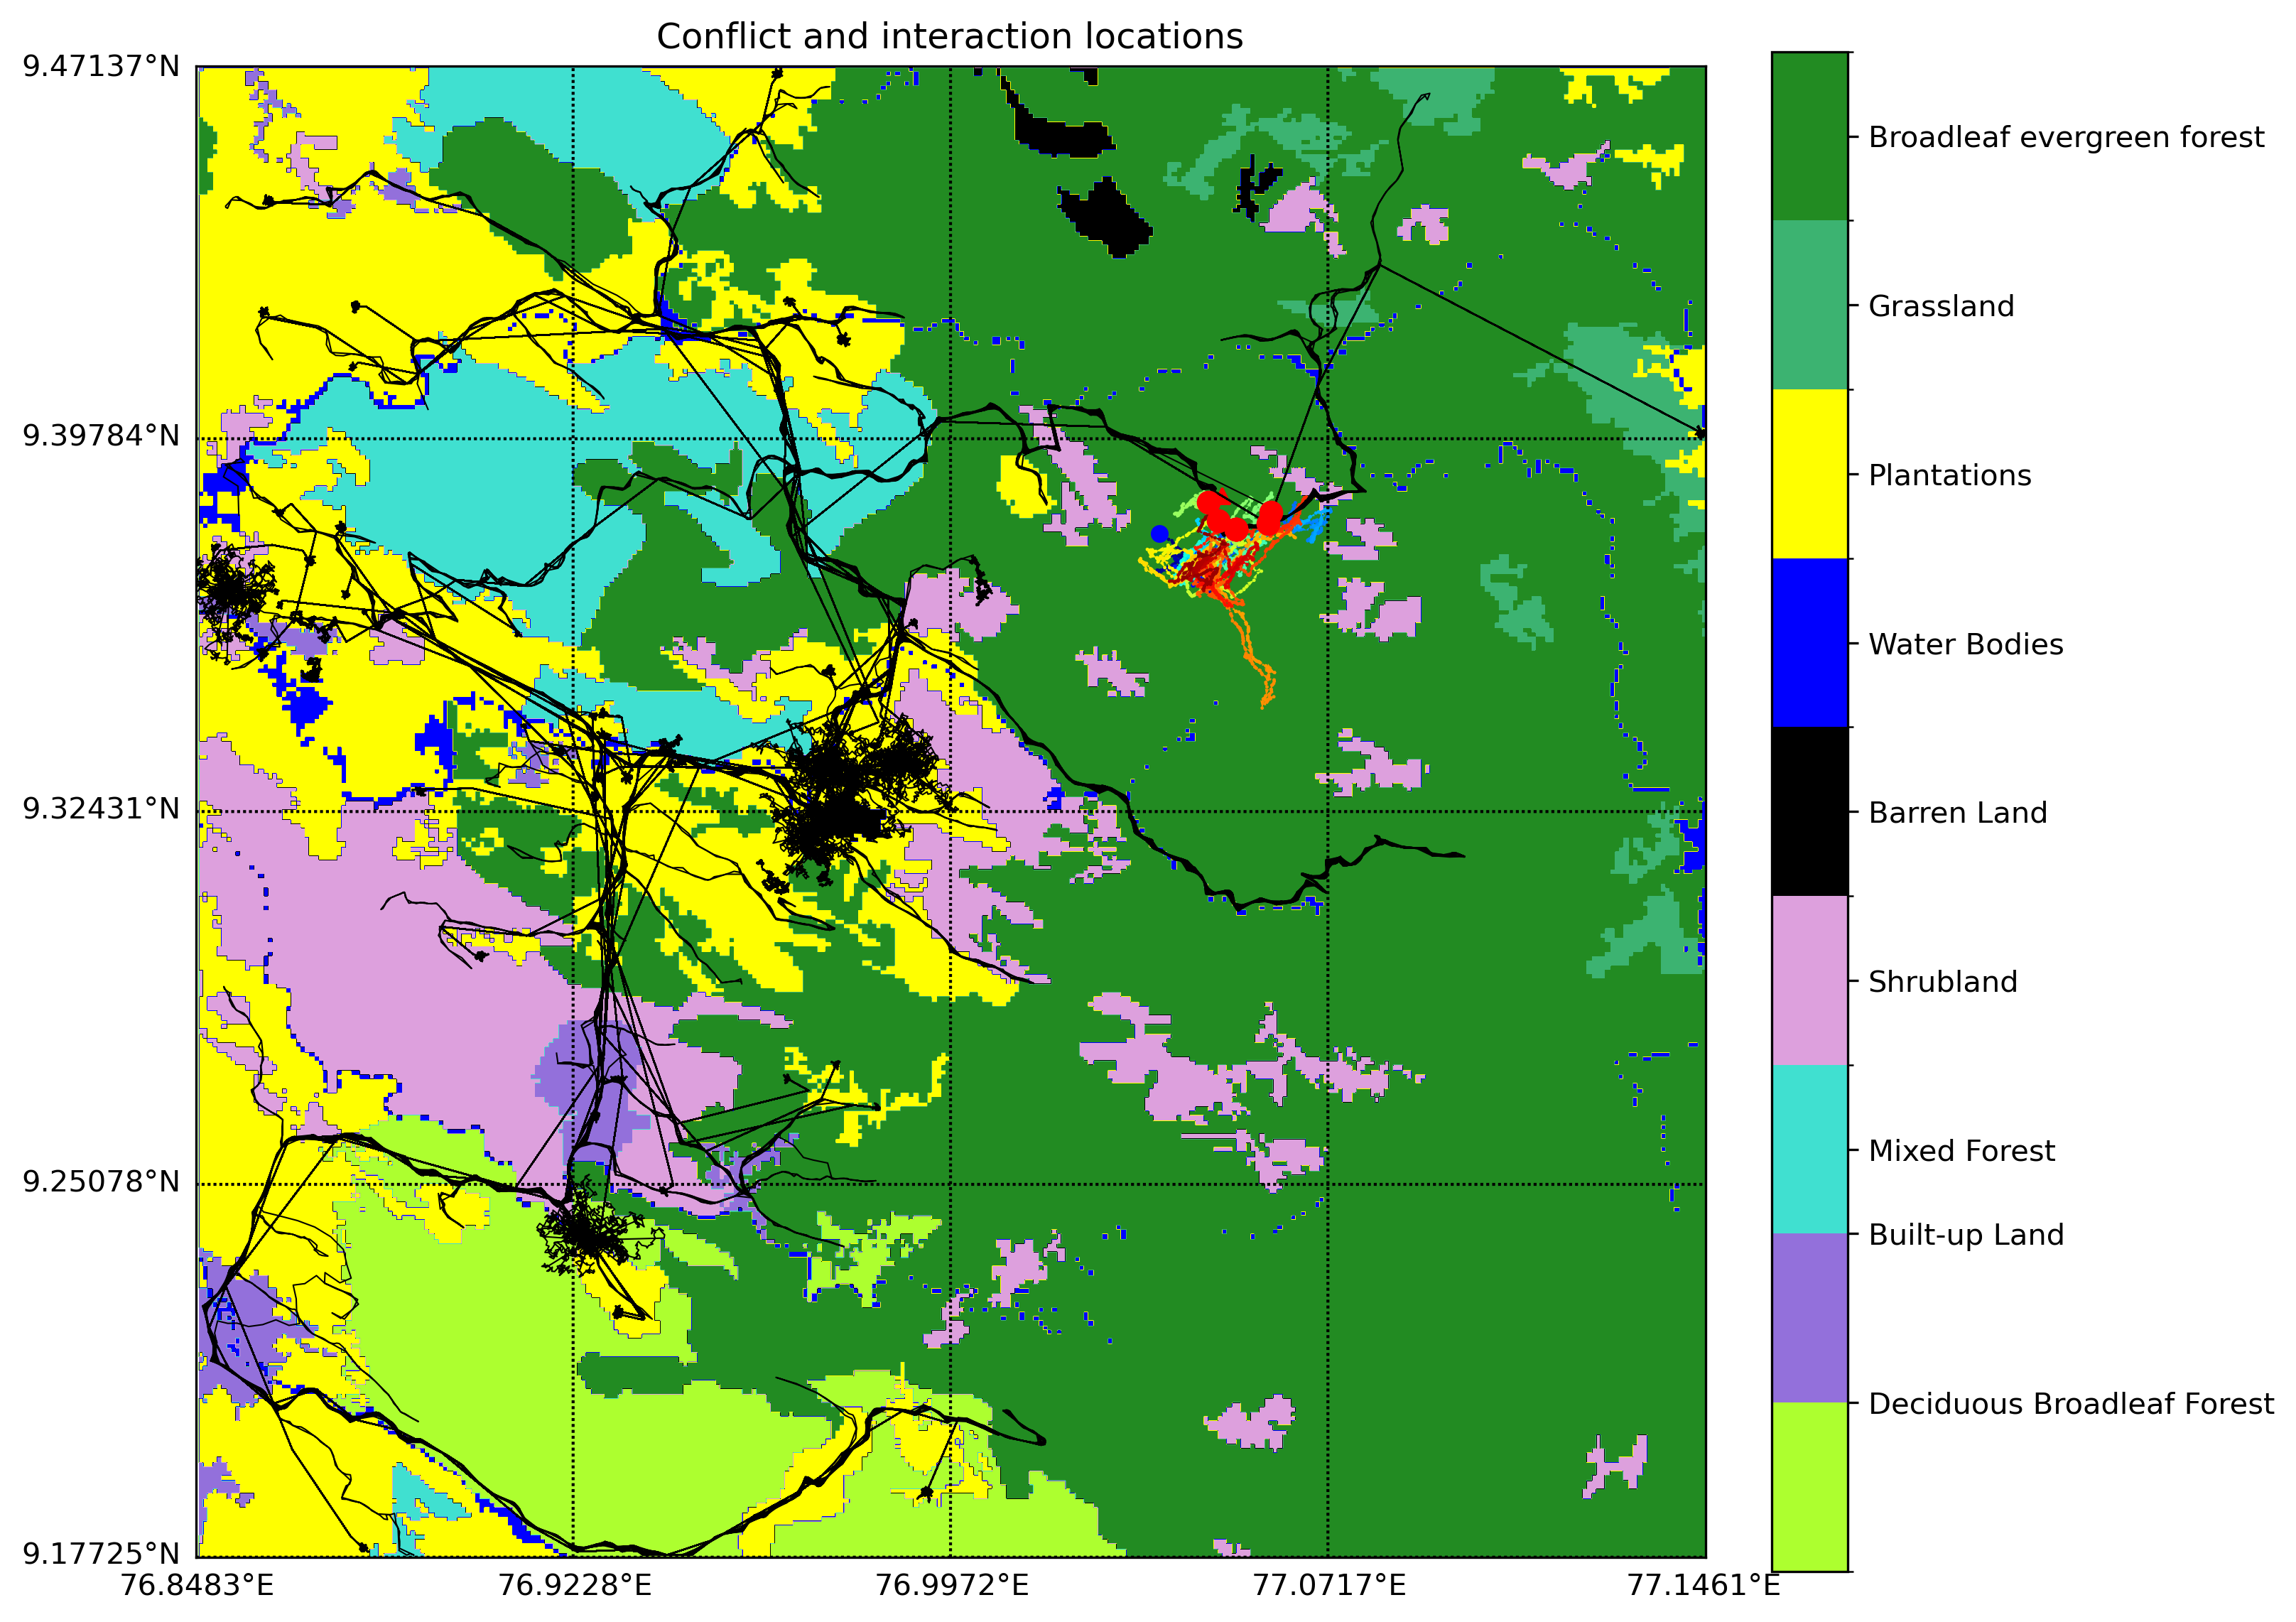 Conflict and interaction locations
9.47137°N
9.39784°N
9.32431°N
9.25078°N
9.17725°N
76.8483°E
76.9228°E
76.9972°E
77.0717°E
77.1461°E
Broadleaf evergreen forest
Grassland
Plantations
Water Bodies
Barren Land
Shrubland
Mixed Forest
Built-up Land
Deciduous Broadleaf Forest